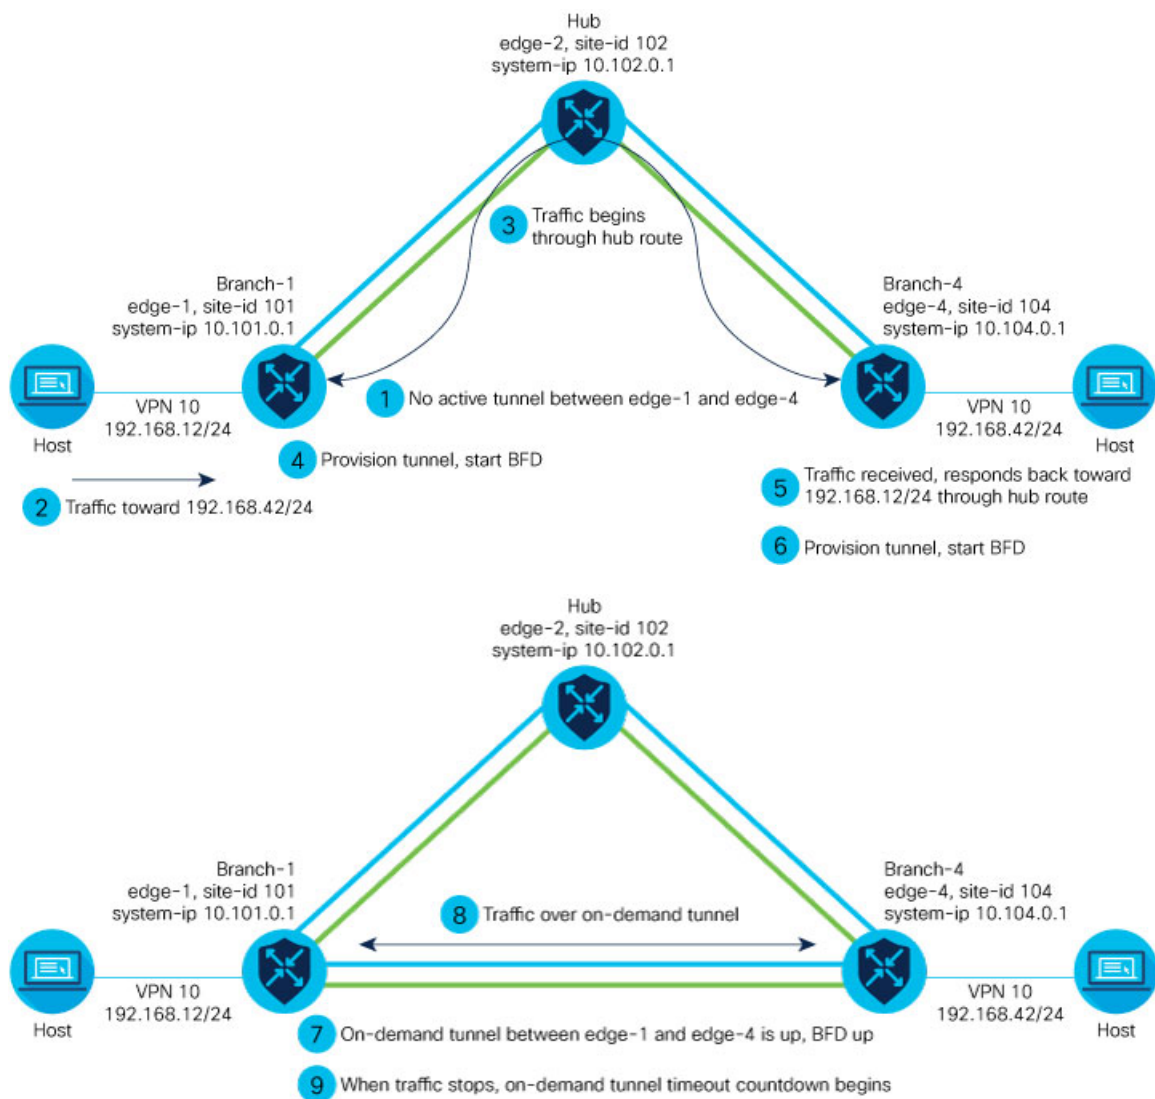 Hub
edge-2, site-id 102
system-ip 10.102.0.1
3
Traffic begins
through hub route
Branch-1
edge-1, site-id 101
system-ip 10.101.0.1
Branch-4
edge-4, site-id 104
system-ip 10.104.0.1
1
No active tunnel between edge-1 and edge-4
VPN 10
192.168.12/24
Host
VPN 10
192.168.42/24
Host
4
Provision tunnel, start BFD
2
Traffic toward 192.168.42/24
5
Traffic received, responds back toward
192.168.12/24 through hub route
6
Provision tunnel, start BFD
Hub
edge-2, site-id 102
system-ip 10.102.0.1
Branch-1
edge-1, site-id 101
system-ip 10.101.0.1
Branch-4
edge-4, site-id 104
system-ip 10.104.0.1
8
Traffic over on-demand tunnel
VPN 10
192.168.12/24
Host
VPN 10
192.168.42/24
Host
7
On-demand tunnel between edge-1 and edge-4 is up, BFD up
9
When traffic stops, on-demand tunnel timeout countdown begins